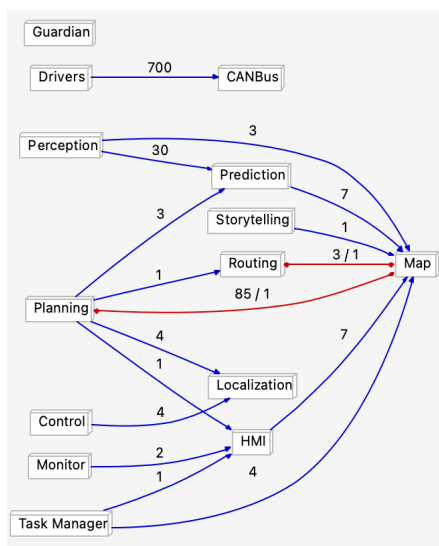 Guardian
Drivers
700
CANBus
Perception
3
30
Prediction
7
3
Storytelling
1
Routing
3 / 1
Map
1
85 / 1
Planning
4
7
1
Localization
Control
4
HMI
Monitor
2
1
4
Task Manager